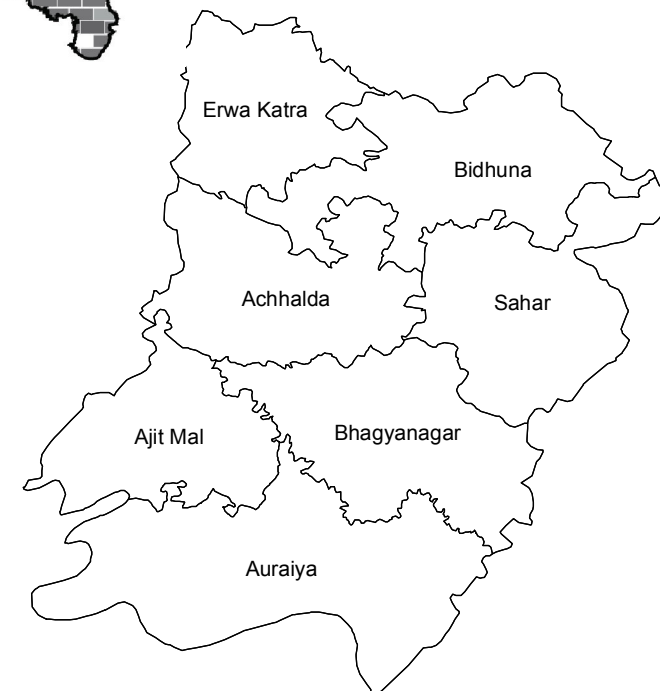 Erwa Katra
Bidhuna
Achhalda
Sahar
Ajit Mal
Bhagyanagar
Auraiya